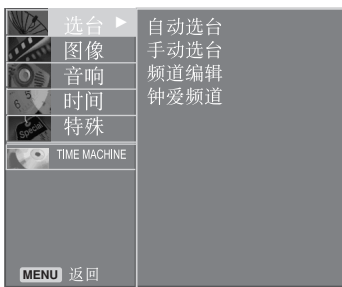 选台
图像
音响
时间
特殊
TIME MACHINE
MENU 返回
自动选台
手动选台
频道编辑
钟爱频道